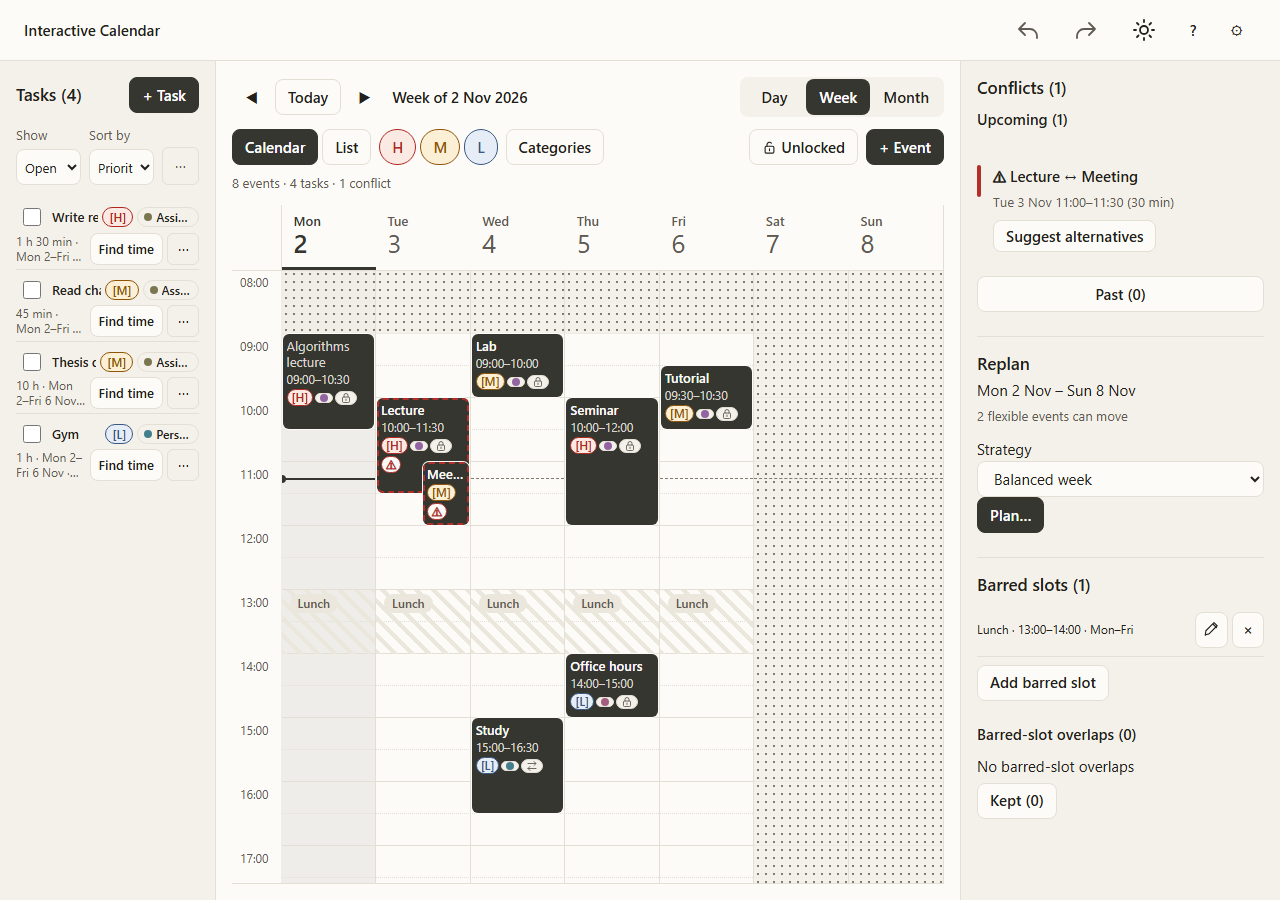 Interactive Calendar
?
Tasks (4)
+ Task
Show
Sort by
Open
Priorit
...
Write re [H] Assi...
1 h 30 min ·
Mon 2–Fri ...
Find time
...
Read cha [M] Ass...
45 min ·
Mon 2–Fri ...
Find time
...
Thesis c [M] Assi...
10 h · Mon
2–Fri 6 Nov...
Find time
...
Gym [L] Pers...
1 h · Mon 2–
Fri 6 Nov ·...
Find time
...
◀ Today ▶ Week of 2 Nov 2026
Day Week Month
Calendar List H M L Categories
Unlocked
+ Event
8 events · 4 tasks · 1 conflict
Mon
2
Tue
3
Wed
4
Thu
5
Fri
6
Sat
7
Sun
8
08:00
09:00
10:00
11:00
12:00
13:00
14:00
15:00
16:00
17:00
Algorithms
lecture
09:00–10:30
[H]
Lecture
10:00–11:30
[H]
Mee...
[M]
Lab
09:00–10:00
[M]
Seminar
10:00–12:00
[H]
Tutorial
09:30–10:30
[M]
Lunch
Lunch
Lunch
Lunch
Lunch
Office hours
14:00–15:00
[L]
Study
15:00–16:30
[L]
Conflicts (1)
Upcoming (1)
⚠ Lecture ↔ Meeting
Tue 3 Nov 11:00–11:30 (30 min)
Suggest alternatives
Past (0)
Replan
Mon 2 Nov – Sun 8 Nov
2 flexible events can move
Strategy
Balanced week
Plan...
Barred slots (1)
Lunch · 13:00–14:00 · Mon–Fri
×
Add barred slot
Barred-slot overlaps (0)
No barred-slot overlaps
Kept (0)